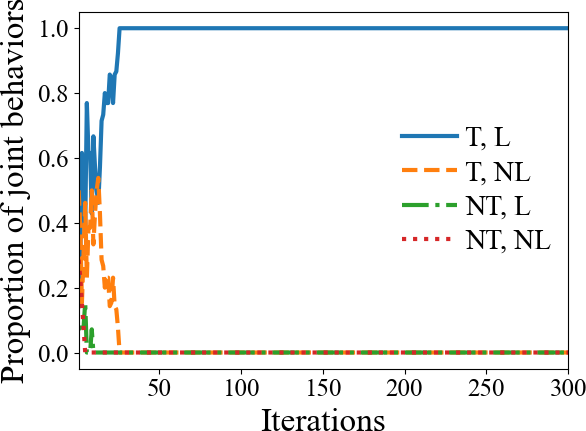 Proportion of joint behaviors
1.0
0.8
0.6
0.4
0.2
0.0
T, L
T, NL
NT, L
NT, NL
50 100 150 200 250 300
Iterations